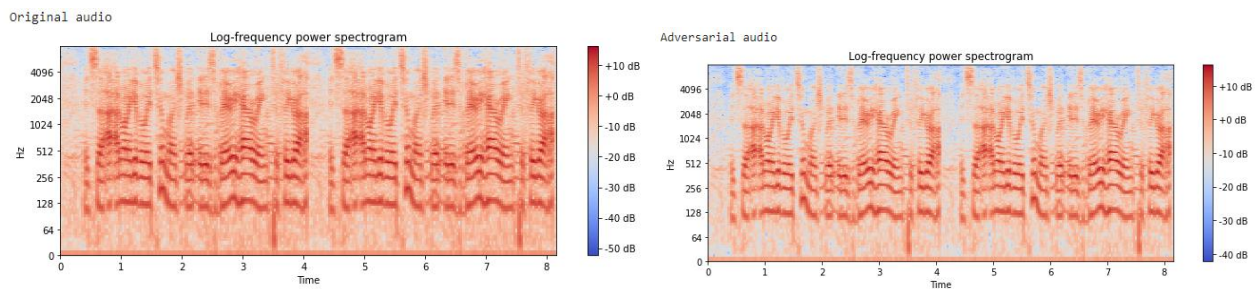 Original audio
Log-frequency power spectrogram
4096
2048
1024
512
256
128
64
0
Hz
0 1 2 3 4 5 6 7 8
Time
+10 dB
+0 dB
-10 dB
-20 dB
-30 dB
-40 dB
-50 dB
Adversarial audio
Log-frequency power spectrogram
4096
2048
1024
512
256
128
64
0
Hz
0 1 2 3 4 5 6 7 8
Time
+10 dB
+0 dB
-10 dB
-20 dB
-30 dB
-40 dB